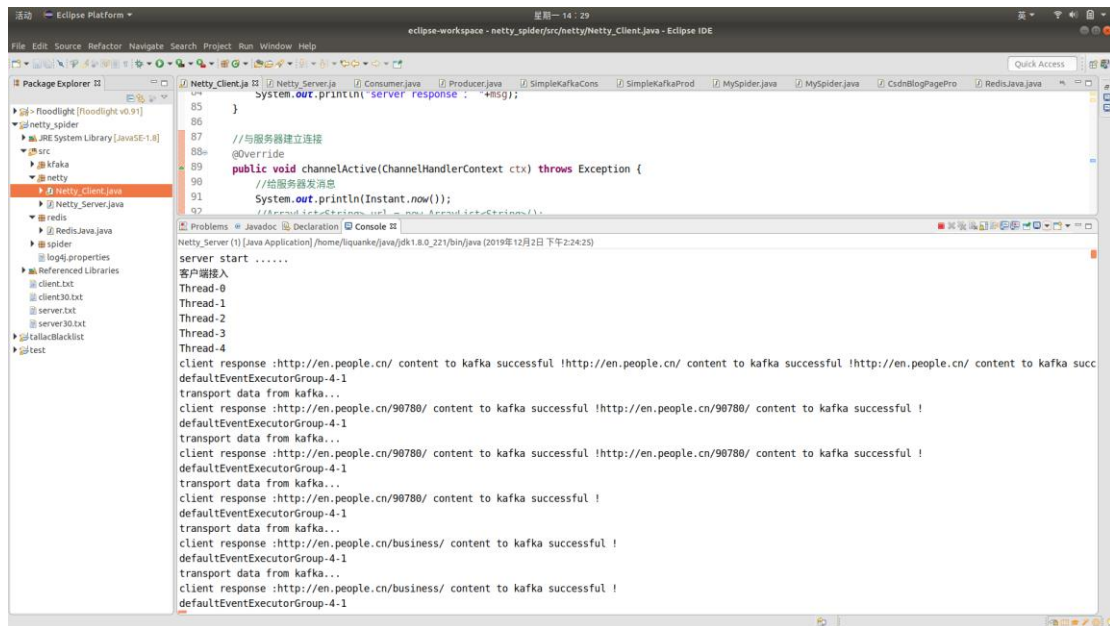 活动 Eclipse Platform 星期一 14：29 英
eclipse-workspace - netty_spider/src/netty/Netty_Client.java - Eclipse IDE
File Edit Source Refactor Navigate Search Project Run Window Help
Quick Access
Package Explorer
Netty_Client.ja Netty_Server.ja Consumer.java Producer.java SimpleKafkaCons SimpleKafkaProd MySpider.java MySpider.java CsdnBlogPagePro RedisJava.java
> floodlight [floodlight v0.91]
netty_spider
JRE System Library [JavaSE-1.8]
src
kfaka
netty
Netty_Client.java
Netty_Server.java
redis
RedisJava.java
spider
log4j.properties
Referenced Libraries
client.txt
client30.txt
server.txt
server30.txt
tallacBlacklist
test
84 System.out.println("server response : "+msg);
85 }
86
87 //与服务器建立连接
88 @Override
89 public void channelActive(ChannelHandlerContext ctx) throws Exception {
90 //给服务器发消息
91 System.out.println(Instant.now());
92 //ArrayList<String> url = new ArrayList<String>();
Problems Javadoc Declaration Console
Netty_Server (1) [Java Application] /home/liquanke/java/jdk1.8.0_221/bin/java (2019年12月2日 下午2:24:25)
server start ......
客户端接入
Thread-0
Thread-1
Thread-2
Thread-3
Thread-4
client response :http://en.people.cn/ content to kafka successful !http://en.people.cn/ content to kafka successful !http://en.people.cn/ content to kafka succ
defaultEventExecutorGroup-4-1
transport data from kafka...
client response :http://en.people.cn/90780/ content to kafka successful !http://en.people.cn/90780/ content to kafka successful !
defaultEventExecutorGroup-4-1
transport data from kafka...
client response :http://en.people.cn/90780/ content to kafka successful !http://en.people.cn/90780/ content to kafka successful !
defaultEventExecutorGroup-4-1
transport data from kafka...
client response :http://en.people.cn/90780/ content to kafka successful !
defaultEventExecutorGroup-4-1
transport data from kafka...
client response :http://en.people.cn/business/ content to kafka successful !
defaultEventExecutorGroup-4-1
transport data from kafka...
client response :http://en.people.cn/business/ content to kafka successful !
defaultEventExecutorGroup-4-1